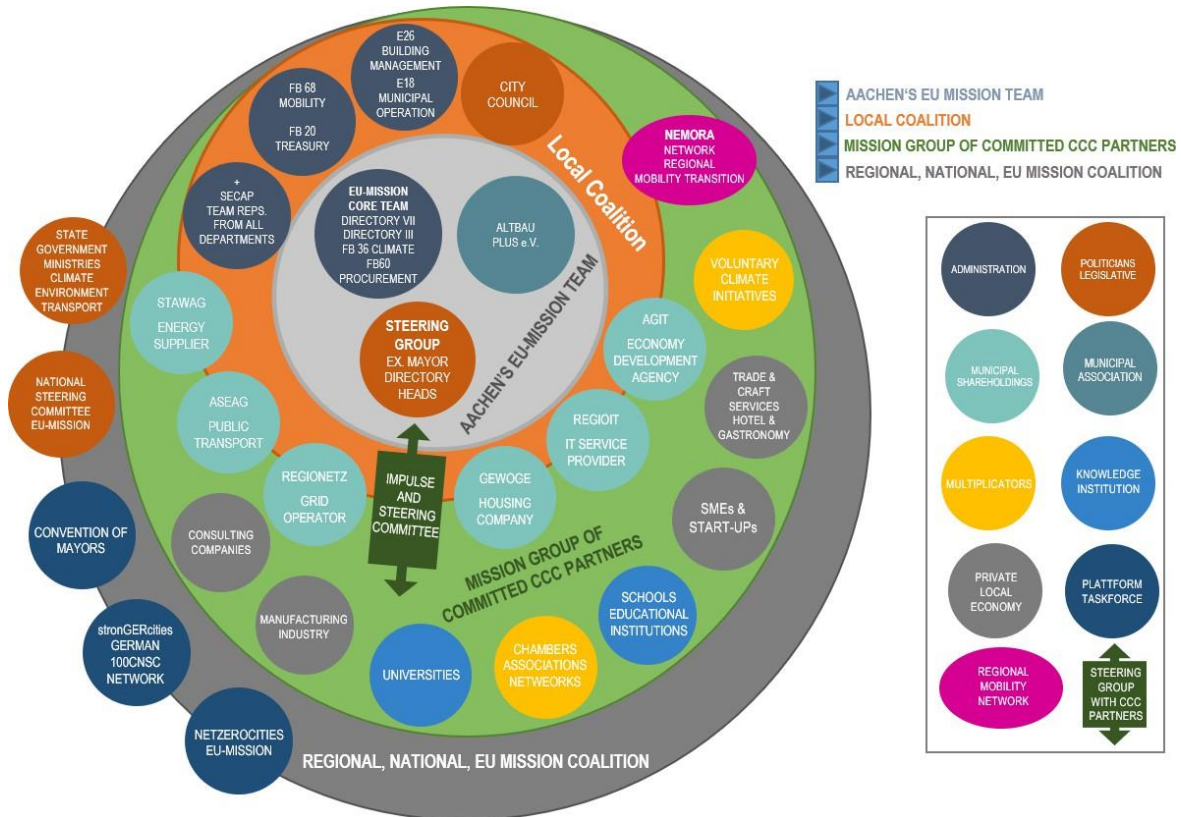 E26
BUILDING
MANAGEMENT
E18
MUNICIPAL
OPERATION
CITY
COUNCIL
FB 68
MOBILITY
FB 20
TREASURY
+
SECAP
TEAM REPS.
FROM ALL
DEPARTMENTS
Local Coalition
NEMORA
NETWORK
REGIONAL
MOBILITY TRANSITION
EU-MISSION
CORE TEAM
DIRECTORY VII
DIRECTORY III
FB 36 CLIMATE
FB60
PROCUREMENT
ALTBAU
PLUS e.V.
STEERING
GROUP
EX. MAYOR
DIRECTORY
HEADS
AACHEN'S EU-MISSION TEAM
STATE
GOVERNMENT
MINISTRIES
CLIMATE
ENVIRONMENT
TRANSPORT
STAWAG
ENERGY
SUPPLIER
VOLUNTARY
CLIMATE
INITIATIVES
AGIT
ECONOMY
DEVELOPMENT
AGENCY
NATIONAL
STEERING
COMMITTEE
EU-MISSION
ASEAG
PUBLIC
TRANSPORT
TRADE &
CRAFT
SERVICES
HOTEL &
GASTRONOMY
REGIOIT
IT SERVICE
PROVIDER
REGIONETZ
GRID
OPERATOR
IMPULSE
AND
STEERING
COMMITTEE
GEWOGE
HOUSING
COMPANY
SMEs &
START-UPs
CONVENTION OF
MAYORS
CONSULTING
COMPANIES
MISSION GROUP OF
COMMITTED CCC PARTNERS
MANUFACTURING
INDUSTRY
SCHOOLS
EDUCATIONAL
INSTITUTIONS
stronGERcities
GERMAN
100CNSC
NETWORK
UNIVERSITIES
CHAMBERS
ASSOCIATIONS
NETWEORKS
NETZEROCITIES
EU-MISSION
REGIONAL, NATIONAL, EU MISSION COALITION
AACHEN'S EU MISSION TEAM
LOCAL COALITION
MISSION GROUP OF COMMITTED CCC PARTNERS
REGIONAL, NATIONAL, EU MISSION COALITION
ADMINISTRATION
POLITICIANS
LEGISLATIVE
MUNICIPAL
SHAREHOLDINGS
MUNICIPAL
ASSOCIATION
MULTIPLICATORS
KNOWLEDGE
INSTITUTION
PRIVATE
LOCAL
ECONOMY
PLATTFORM
TASKFORCE
REGIONAL
MOBILITY
NETWORK
STEERING
GROUP
WITH CCC
PARTNERS